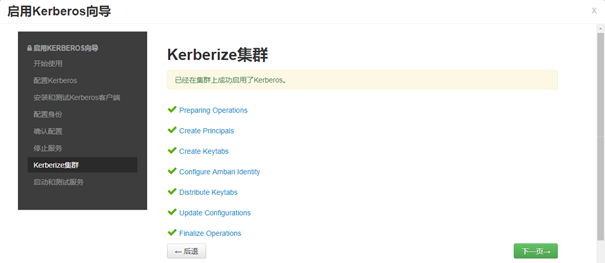 启用Kerberos向导
X
启用KERBEROS向导
开始使用
配置Kerberos
安装和测试Kerberos客户端
配置身份
确认配置
停止服务
Kerberize集群
启动和测试服务
Kerberize集群
已经在集群上成功启用了Kerberos。
Preparing Operations
Create Principals
Create Keytabs
Configure Ambari Identity
Distribute Keytabs
Update Configurations
Finalize Operations
← 后退
下一页→